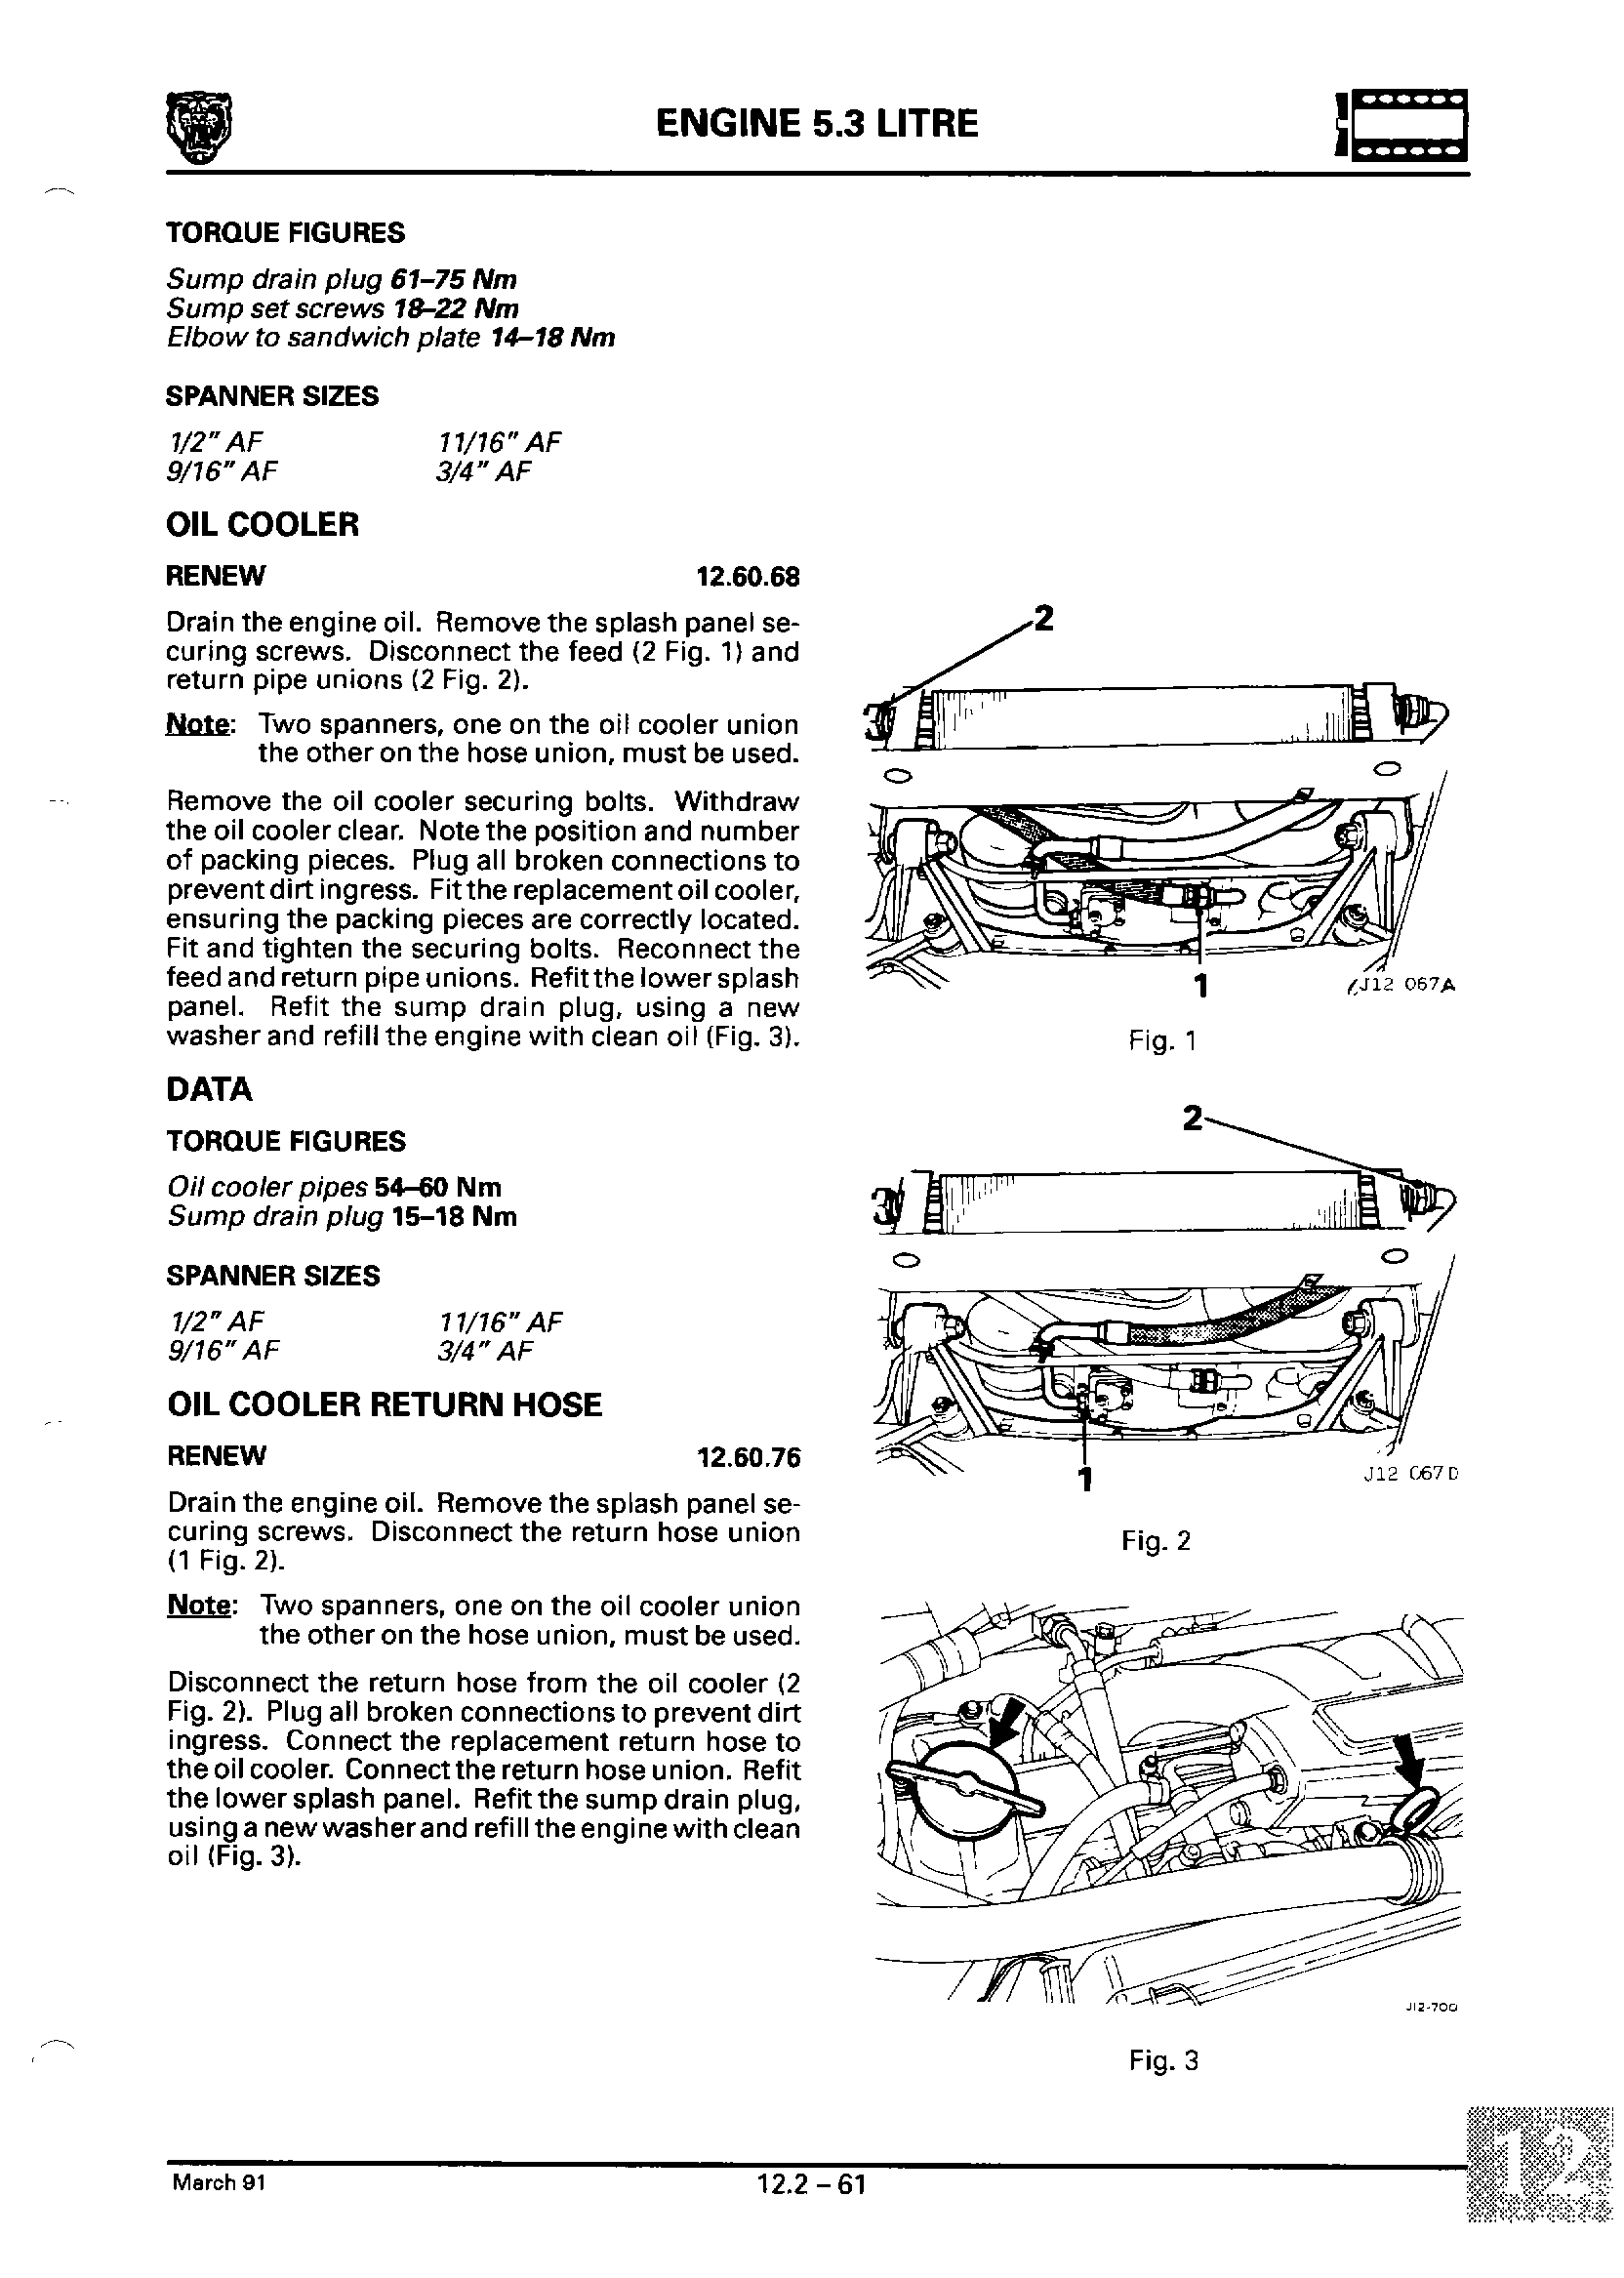 ENGINE 5.3 LITRE
TORQUE FIGURES
Sump drain plug 61–75 Nm
Sump set screws 18–22 Nm
Elbow to sandwich plate 14–18 Nm
SPANNER SIZES
1/2" AF 11/16" AF
9/16" AF 3/4" AF
OIL COOLER
RENEW 12.60.68
Drain the engine oil. Remove the splash panel se-
curing screws. Disconnect the feed (2 Fig. 1) and
return pipe unions (2 Fig. 2).
Note: Two spanners, one on the oil cooler union
the other on the hose union, must be used.
Remove the oil cooler securing bolts. Withdraw
the oil cooler clear. Note the position and number
of packing pieces. Plug all broken connections to
prevent dirt ingress. Fit the replacement oil cooler,
ensuring the packing pieces are correctly located.
Fit and tighten the securing bolts. Reconnect the
feed and return pipe unions. Refit the lower splash
panel. Refit the sump drain plug, using a new
washer and refill the engine with clean oil (Fig. 3).
DATA
TORQUE FIGURES
Oil cooler pipes 54–60 Nm
Sump drain plug 15–18 Nm
SPANNER SIZES
1/2" AF 11/16" AF
9/16" AF 3/4" AF
OIL COOLER RETURN HOSE
RENEW 12.60.76
Drain the engine oil. Remove the splash panel se-
curing screws. Disconnect the return hose union
(1 Fig. 2).
Note: Two spanners, one on the oil cooler union
the other on the hose union, must be used.
Disconnect the return hose from the oil cooler (2
Fig. 2). Plug all broken connections to prevent dirt
ingress. Connect the replacement return hose to
the oil cooler. Connect the return hose union. Refit
the lower splash panel. Refit the sump drain plug,
using a new washer and refill the engine with clean
oil (Fig. 3).
2
1
J12 067A
Fig. 1
2
1
J12 067D
Fig. 2
J12-700
Fig. 3
March 91
12.2 – 61
12